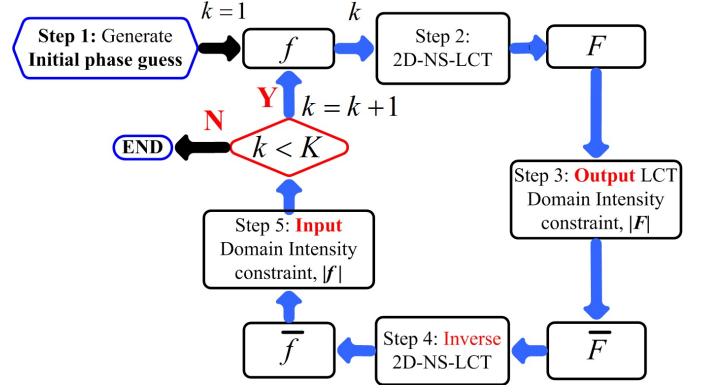 k = 1
Step 1: Generate
Initial phase guess
f
k
Step 2:
2D-NS-LCT
F
Step 3: Output LCT
Domain Intensity
constraint, |F|
F̅
Step 4: Inverse
2D-NS-LCT
f̅
Step 5: Input
Domain Intensity
constraint, |f|
k < K
Y
k = k + 1
N
END